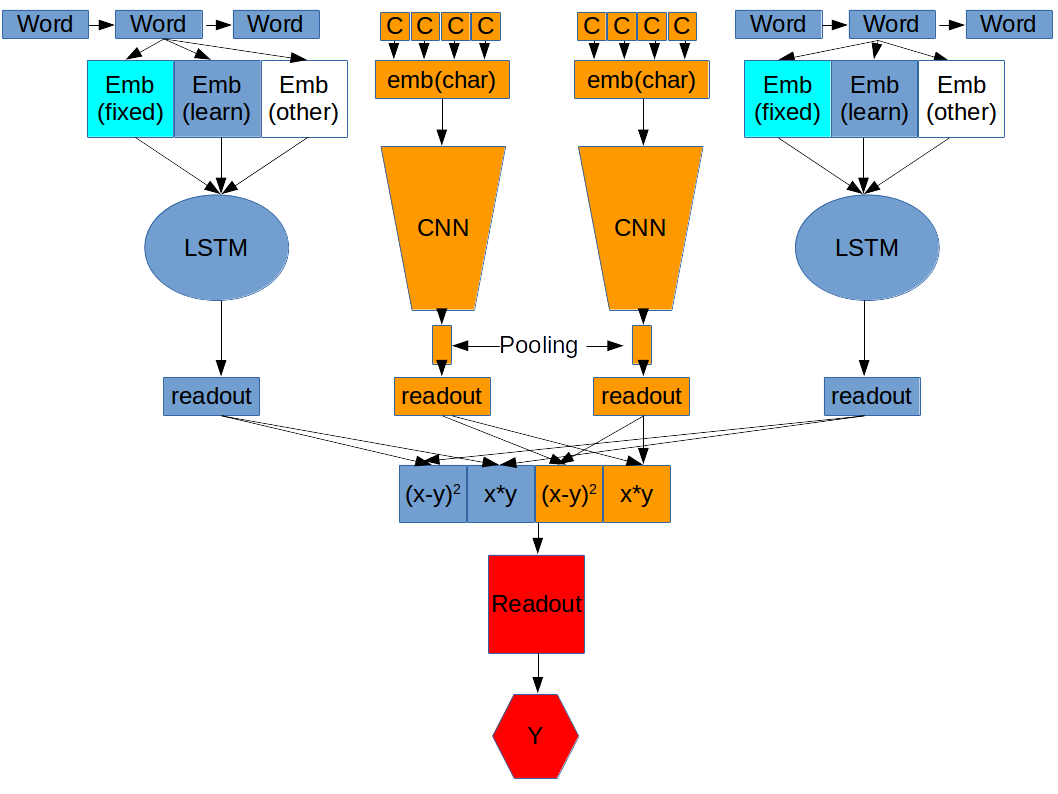 Word Word Word C C C C C C C C Word Word Word
Emb (fixed) Emb (learn) Emb (other) emb(char) emb(char) Emb (fixed) Emb (learn) Emb (other)
LSTM CNN CNN LSTM
Pooling
readout readout readout readout
(x-y)² x*y (x-y)² x*y
Readout
Y